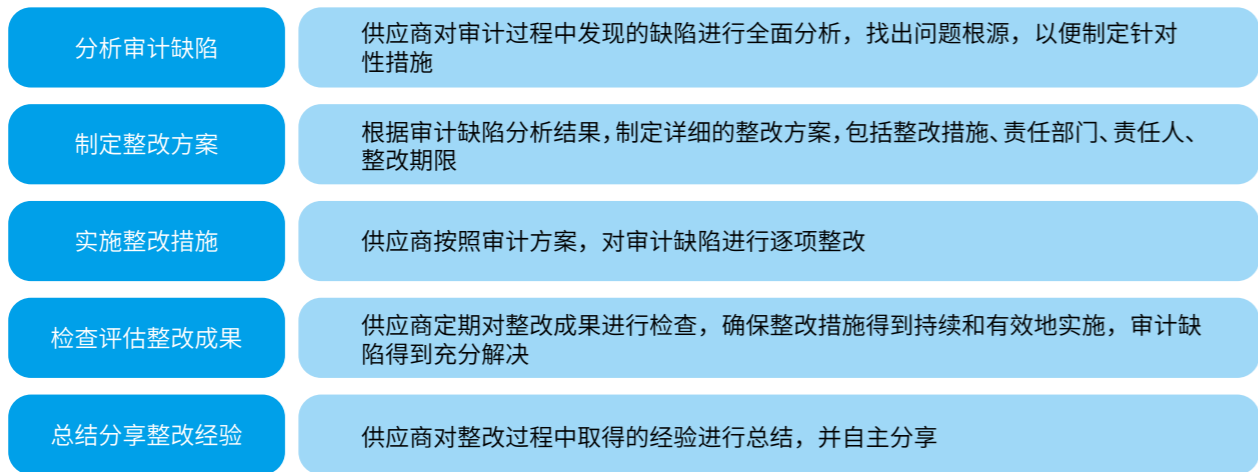 分析审计缺陷
供应商对审计过程中发现的缺陷进行全面分析，找出问题根源，以便制定针对
性措施
制定整改方案
根据审计缺陷分析结果，制定详细的整改方案，包括整改措施、责任部门、责任人、
整改期限
实施整改措施
供应商按照审计方案，对审计缺陷进行逐项整改
检查评估整改成果
供应商定期对整改成果进行检查，确保整改措施得到持续和有效地实施，审计缺
陷得到充分解决
总结分享整改经验
供应商对整改过程中取得的经验进行总结，并自主分享